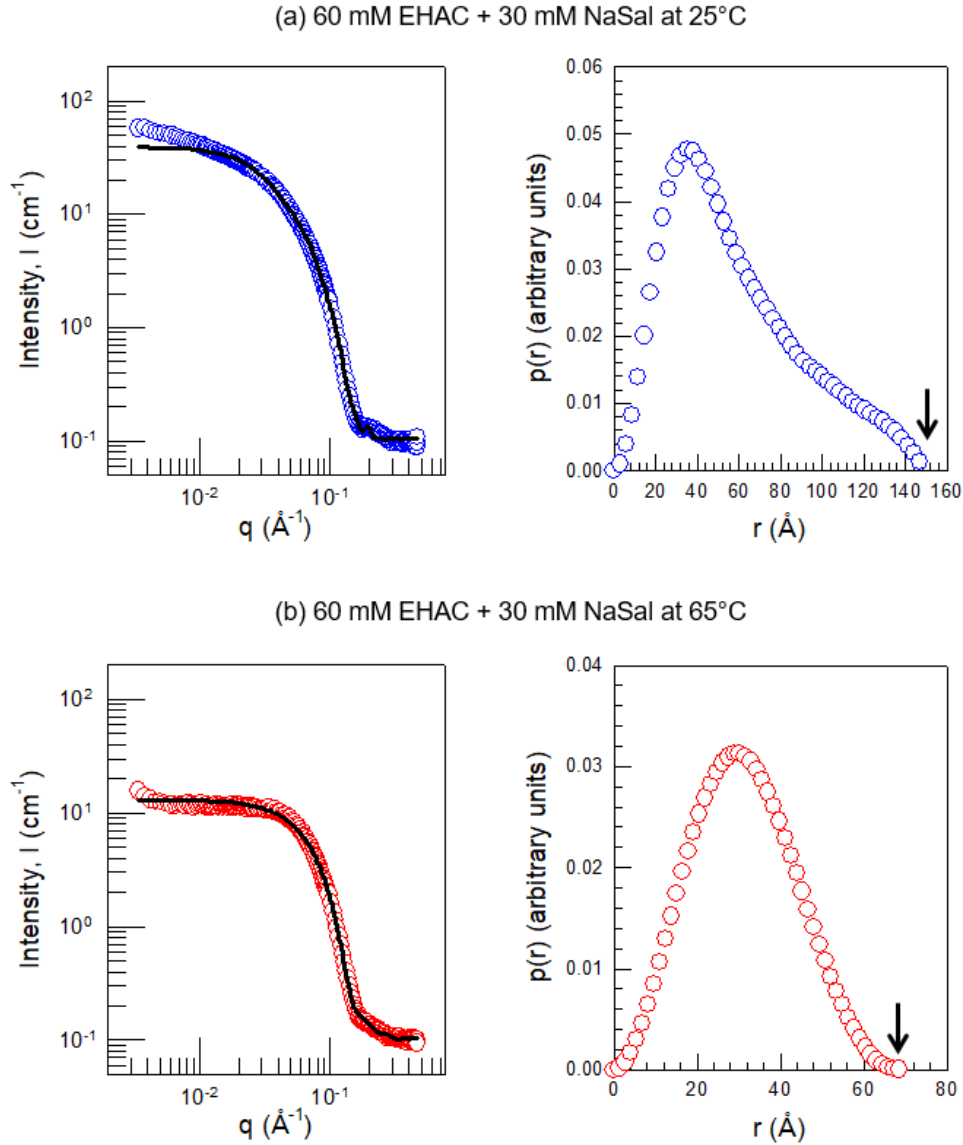 (a) 60 mM EHAC + 30 mM NaSal at 25°C
Intensity, I (cm⁻¹)
10²
10¹
10⁰
10⁻¹
10⁻² 10⁻¹
q (Å⁻¹)
p(r) (arbitrary units)
0.06
0.05
0.04
0.03
0.02
0.01
0.00
0 20 40 60 80 100 120 140 160
r (Å)
(b) 60 mM EHAC + 30 mM NaSal at 65°C
Intensity, I (cm⁻¹)
10²
10¹
10⁰
10⁻¹
10⁻² 10⁻¹
q (Å⁻¹)
p(r) (arbitrary units)
0.04
0.03
0.02
0.01
0.00
0 20 40 60 80
r (Å)